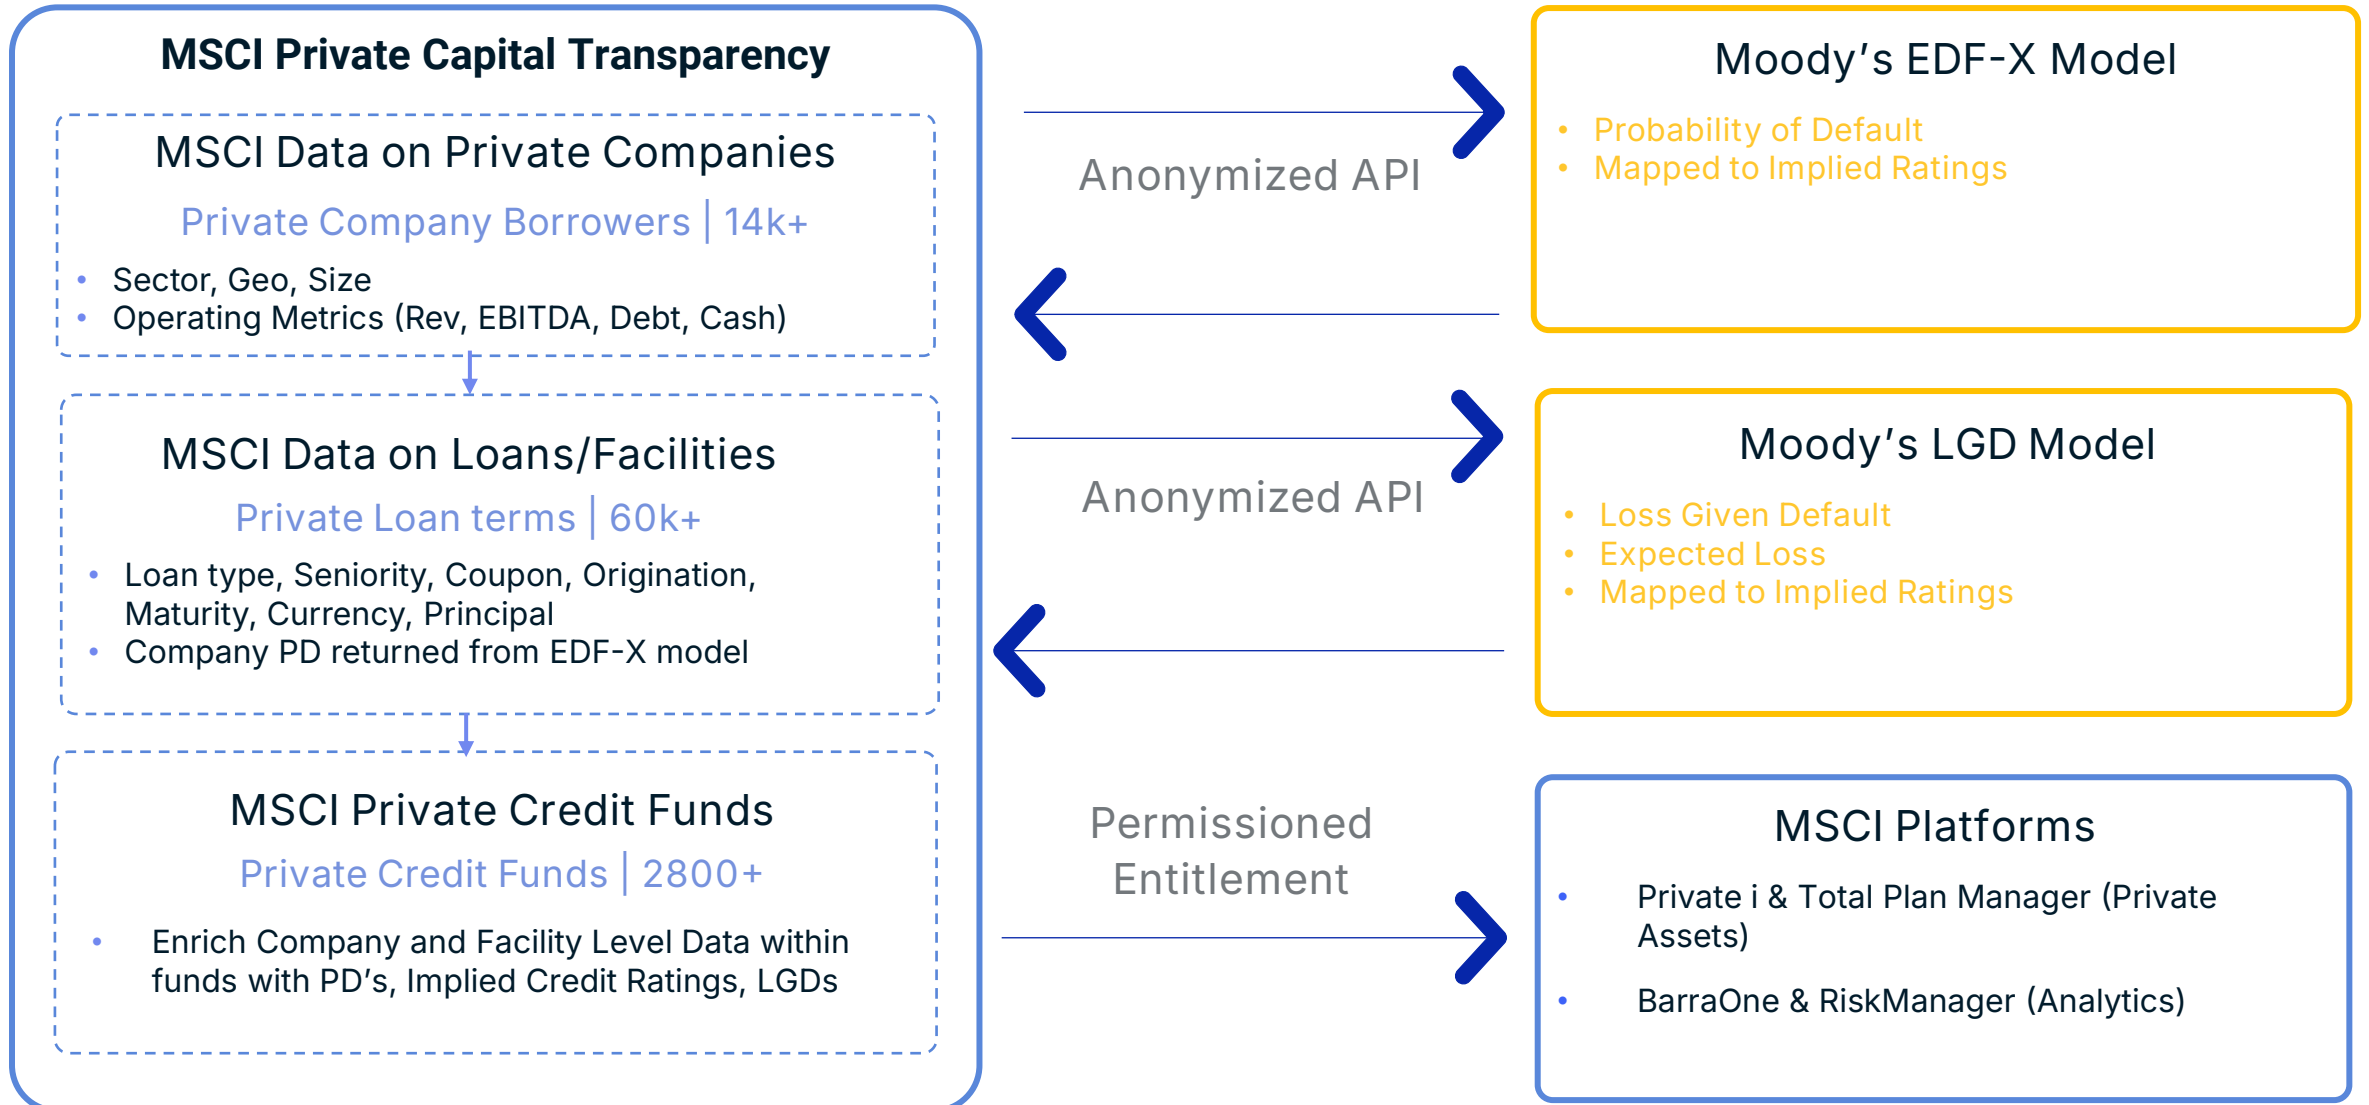 MSCI Private Capital Transparency
MSCI Data on Private Companies
Private Company Borrowers | 14k+
• Sector, Geo, Size
• Operating Metrics (Rev, EBITDA, Debt, Cash)
MSCI Data on Loans/Facilities
Private Loan terms | 60k+
• Loan type, Seniority, Coupon, Origination,
Maturity, Currency, Principal
• Company PD returned from EDF-X model
MSCI Private Credit Funds
Private Credit Funds | 2800+
• Enrich Company and Facility Level Data within
funds with PD’s, Implied Credit Ratings, LGDs
Anonymized API
Anonymized API
Permissioned
Entitlement
Moody’s EDF-X Model
• Probability of Default
• Mapped to Implied Ratings
Moody’s LGD Model
• Loss Given Default
• Expected Loss
• Mapped to Implied Ratings
MSCI Platforms
• Private i & Total Plan Manager (Private
Assets)
• BarraOne & RiskManager (Analytics)